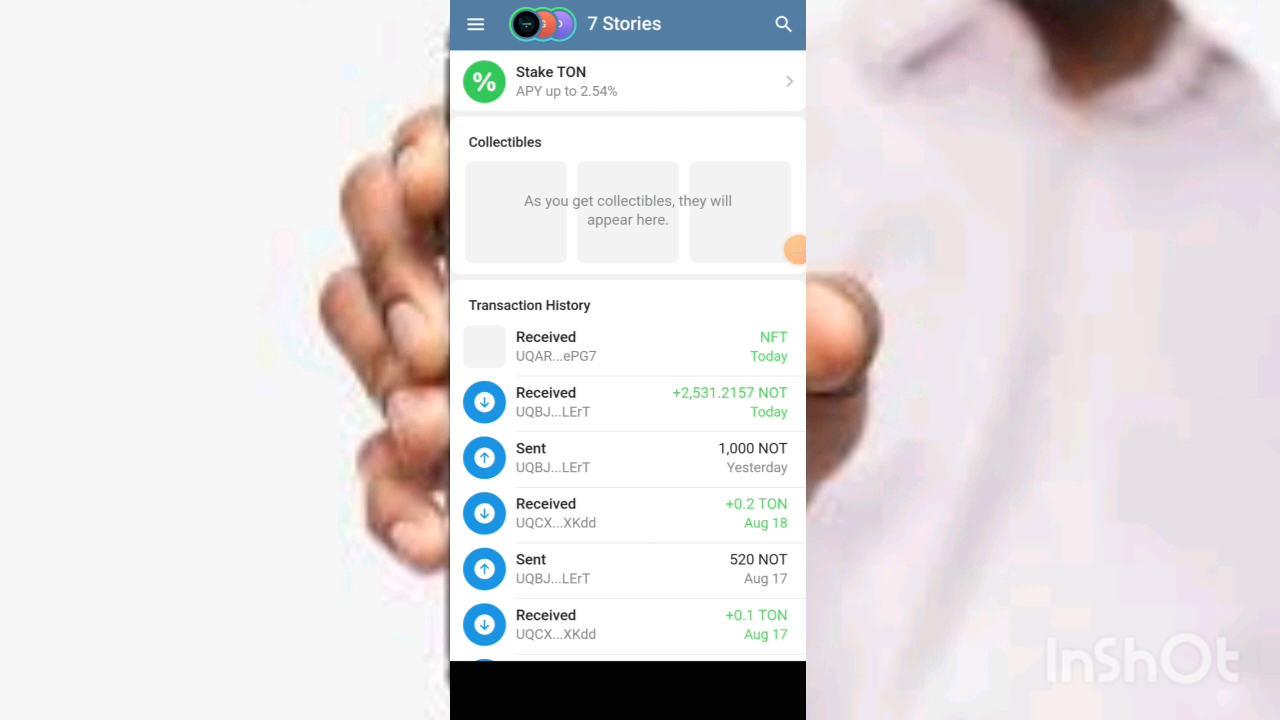 7 Stories
Stake TON
APY up to 2.54%
Collectibles
As you get collectibles, they will
appear here.
Transaction History
Received NFT
UQAR...ePG7 Today
Received +2,531.2157 NOT
UQBJ...LErT Today
Sent 1,000 NOT
UQBJ...LErT Yesterday
Received +0.2 TON
UQCX...XKdd Aug 18
Sent 520 NOT
UQBJ...LErT Aug 17
Received +0.1 TON
UQCX...XKdd Aug 17
InShOt